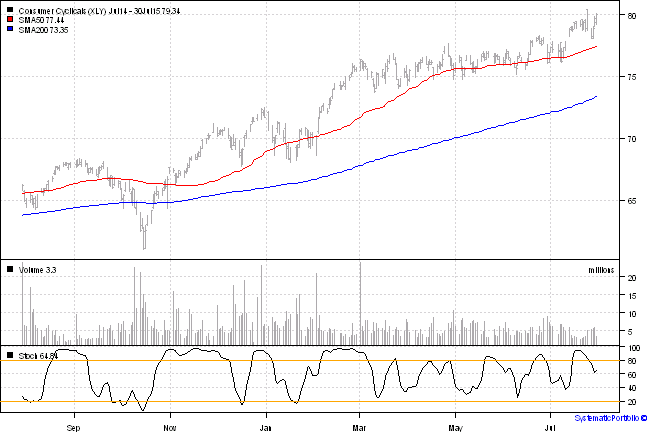 Consumer Cyclicals (XLY) Jul14 - 30Jul15 79.34
SMA50 77.44
SMA200 73.35
80
75
70
65
Volume 3.3
millions
20
15
10
5
Stoch 64.84
100
80
60
40
20
Sep
Nov
Jan
Mar
May
Jul
SystematicPortfolio ©